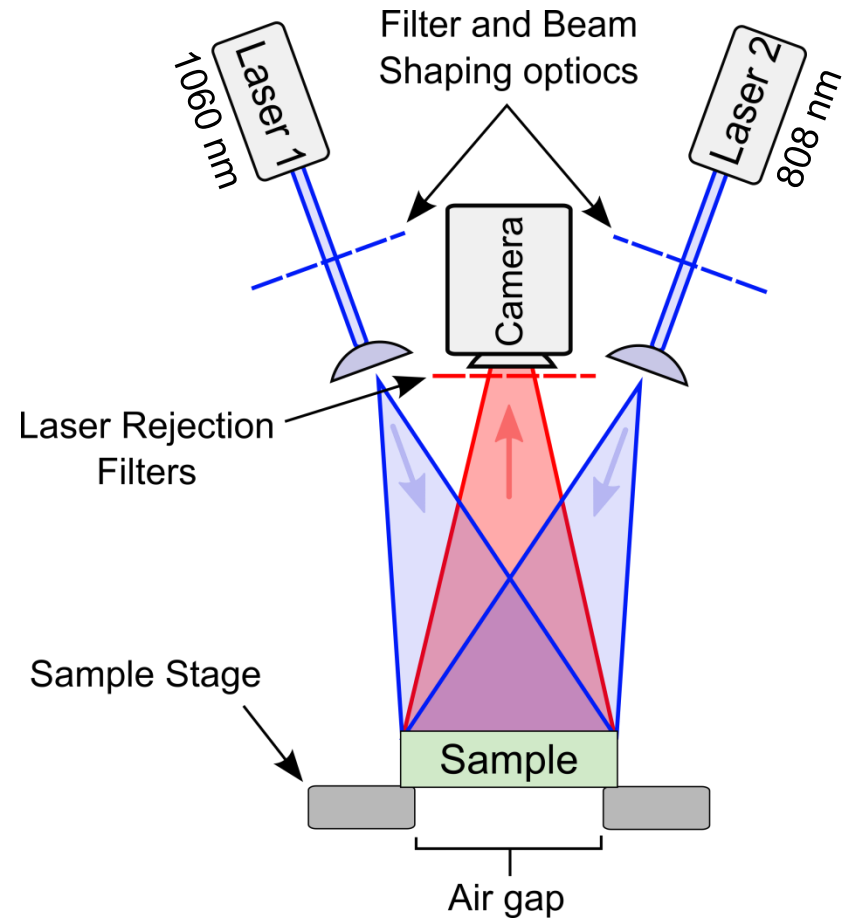 Filter and Beam
Shaping optiocs
Laser 1
1060 nm
Laser 2
808 nm
Camera
Laser Rejection
Filters
Sample Stage
Sample
Air gap